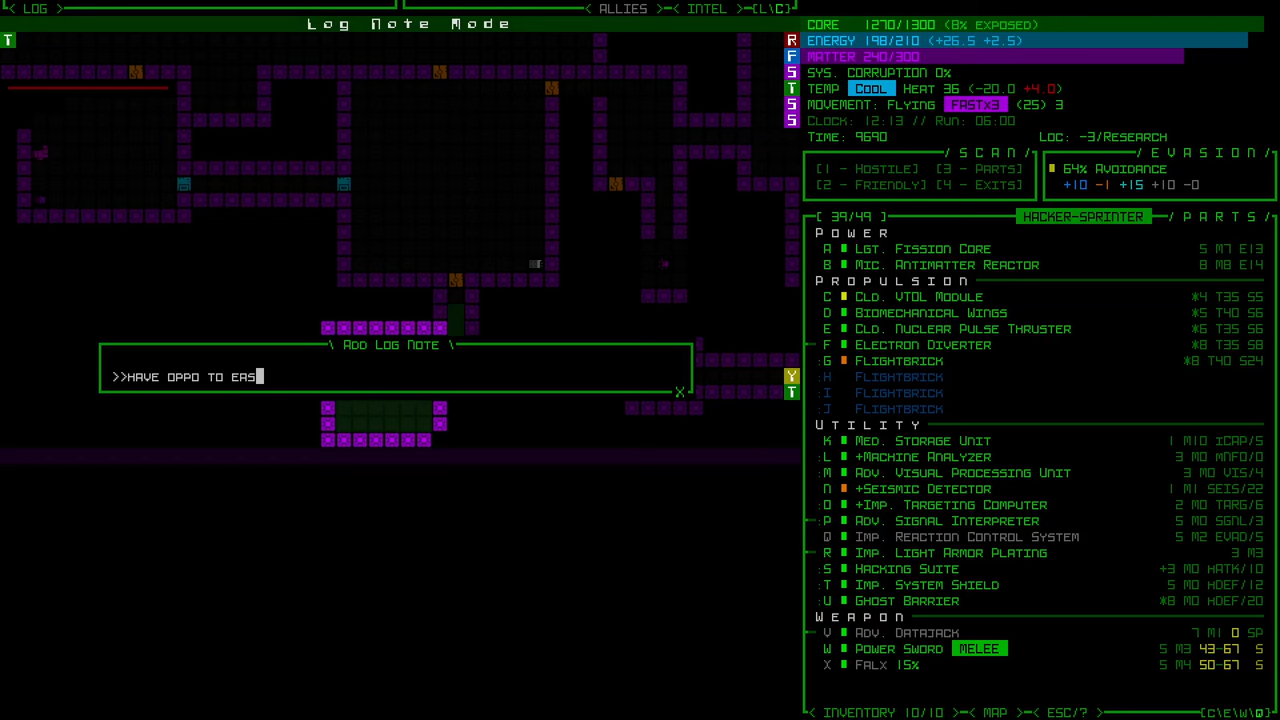 < LOG >
< ALLIES >─< INTEL >─[L\C]
Log Note Mode
T
R
F
S
T
S
S
Y
T
\ ADD LOG NOTE \
>>HAVE OPPO TO EAS
X
CORE 1270/1300 (8% EXPOSED)
ENERGY 198/210 (+26.5 +2.5)
MATTER 240/300
SYS. CORRUPTION 0%
TEMP COOL HEAT 36 (-20.0 +4.0)
MOVEMENT: FLYING FASTx3 (25) 3
CLOCK: 12:13 // RUN: 06:00
TIME: 9690 LOC: -3/RESEARCH
/ SCAN /
[1 - HOSTILE] [3 - PARTS]
[2 - FRIENDLY] [4 - EXITS]
/ EVASION /
64% AVOIDANCE
+10 -1 +15 +10 -0
[ 39/49 ] HACKER-SPRINTER / PARTS /
POWER
A LGT. FISSION CORE 5 M7 E13
B MIC. ANTIMATTER REACTOR 8 M8 E14
PROPULSION
C CLD. VTOL MODULE *4 T35 S5
D BIOMECHANICAL WINGS *5 T40 S6
E CLD. NUCLEAR PULSE THRUSTER *6 T35 S6
F ELECTRON DIVERTER *8 T35 S8
:G FLIGHTBRICK *8 T40 S24
:H FLIGHTBRICK
:I FLIGHTBRICK
:J FLIGHTBRICK
UTILITY
K MED. STORAGE UNIT 1 M10 ICAP/5
:L +MACHINE ANALYZER 3 M0 MNFO/0
:M ADV. VISUAL PROCESSING UNIT 3 M0 VIS/4
:N +SEISMIC DETECTOR 1 M1 SEIS/22
:O +IMP. TARGETING COMPUTER 2 M0 TARG/6
:P ADV. SIGNAL INTERPRETER 5 M0 SGNL/3
Q IMP. REACTION CONTROL SYSTEM 5 M2 EVAD/5
R IMP. LIGHT ARMOR PLATING 3 M3
:S HACKING SUITE +3 M0 HATK/10
:T IMP. SYSTEM SHIELD 5 M0 HDEF/12
:U GHOST BARRIER *8 M0 HDEF/20
WEAPON
V ADV. DATAJACK 7 M1 0 SP
W POWER SWORD MELEE 5 M3 43-67 S
X FALX 15% 5 M4 50-67 S
< INVENTORY 10/10 >─< MAP >─< ESC/? > [C\E\W\Q]